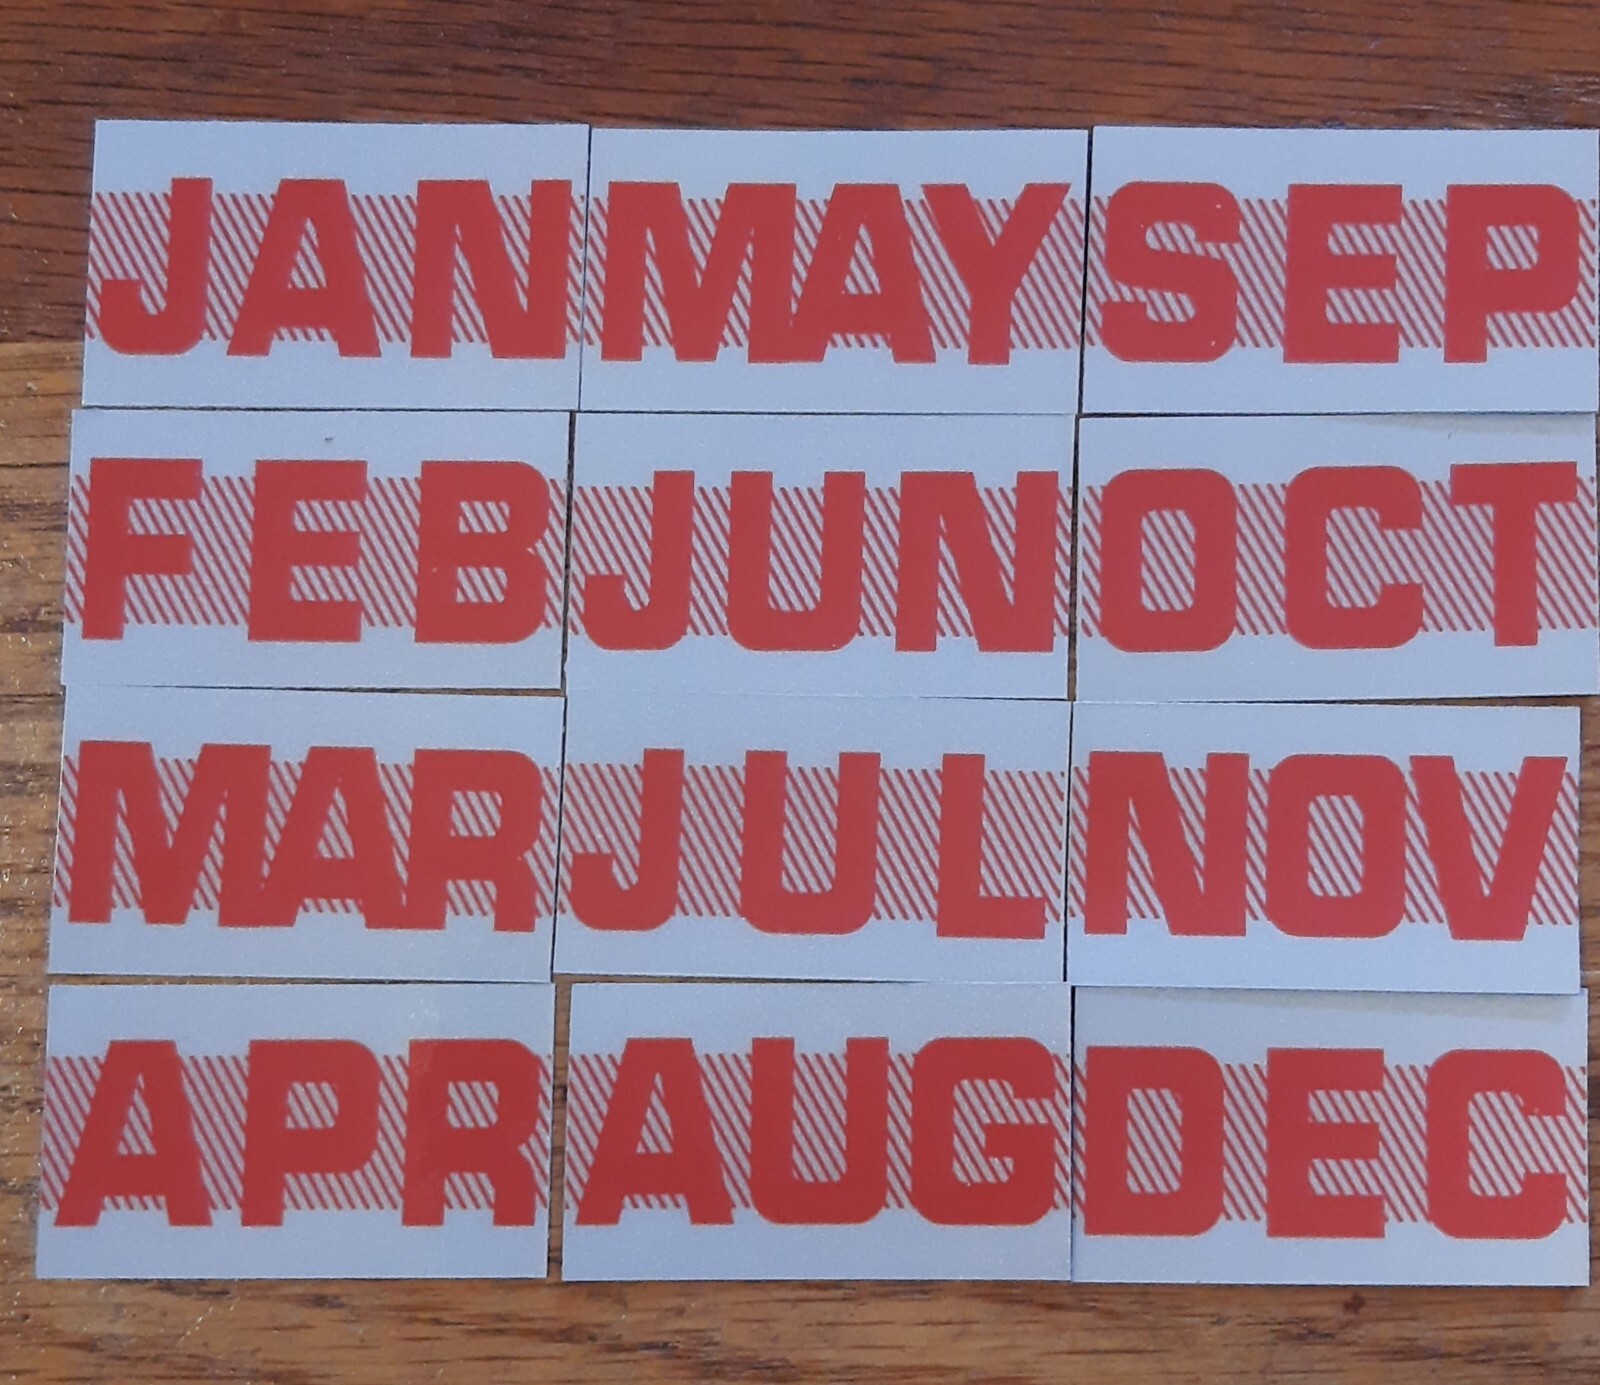 JAN MAY SEP
FEB JUN OCT
MAR JUL NOV
APR AUG DEC